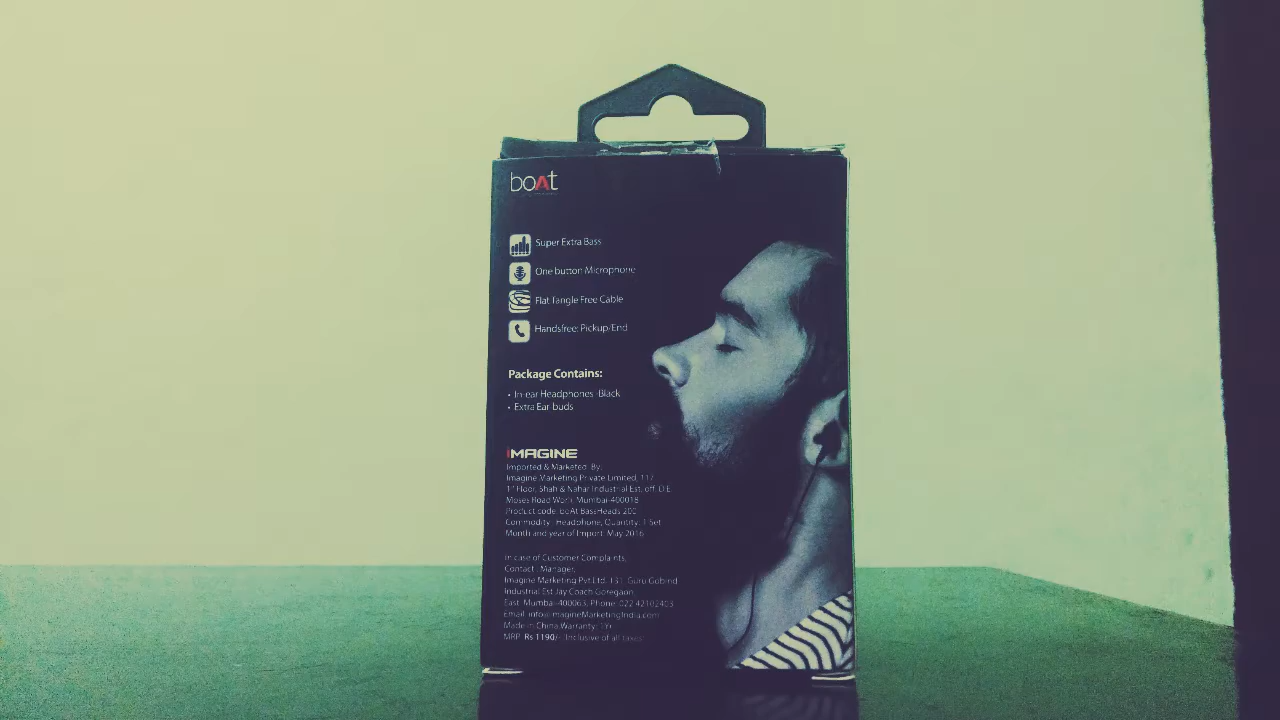 boAt
Super Extra Bass
One button Microphone
Flat Tangle Free Cable
Handsfree: Pickup/End
Package Contains:
• In-ear Headphones -Black
• Extra Ear buds
iMAGINE
Imported & Marketed By:
Imagine Marketing Private Limited, 117
1st Floor, Shah & Nahar Industrial Est. off. D.E.
Moses Road Worli, Mumbai-400018
Product code: boAt BassHeads 200
Commodity : Headphone, Quantity: 1 Set
Month and year of Import: May 2016
In case of Customer Complaints,
Contact : Manager,
Imagine Marketing Pvt Ltd, 131, Guru Gobind
Industrial Est Jay Coach Goregaon
East, Mumbai-400063, Phone: 022 42102403
Email: info@imagineMarketingIndia.com
Made in China, Warranty: 1Yr
MRP: Rs 1190/- Inclusive of all taxes